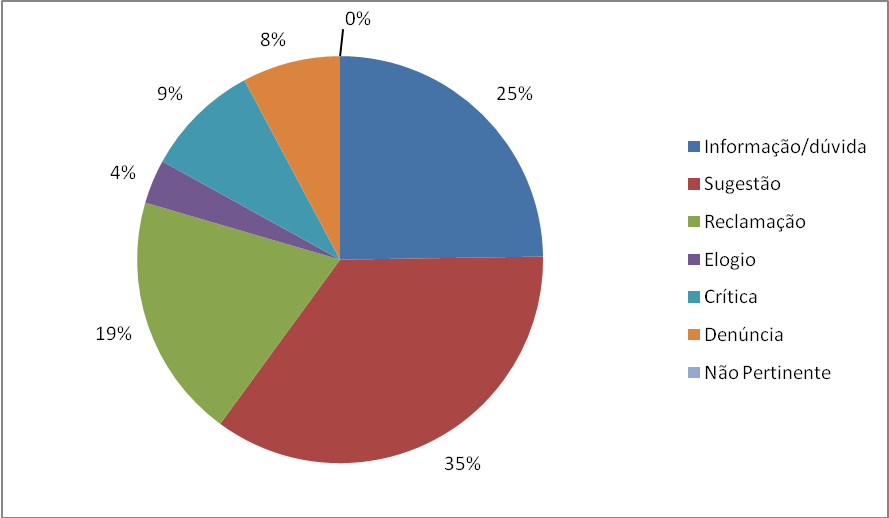 0%
8%
25%
9%
4%
19%
35%
Informação/dúvida
Sugestão
Reclamação
Elogio
Crítica
Denúncia
Não Pertinente